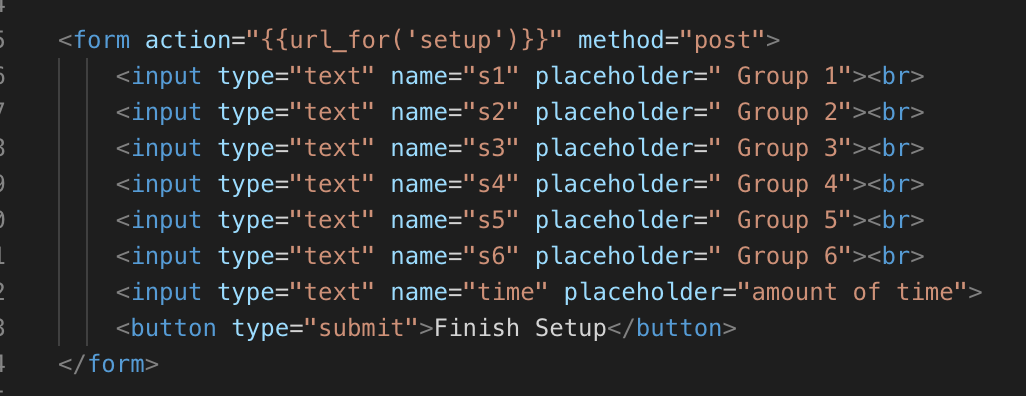 <form action="{{url_for('setup')}}" method="post">
<input type="text" name="s1" placeholder=" Group 1"><br>
<input type="text" name="s2" placeholder=" Group 2"><br>
<input type="text" name="s3" placeholder=" Group 3"><br>
<input type="text" name="s4" placeholder=" Group 4"><br>
<input type="text" name="s5" placeholder=" Group 5"><br>
<input type="text" name="s6" placeholder=" Group 6"><br>
<input type="text" name="time" placeholder="amount of time">
<button type="submit">Finish Setup</button>
</form>